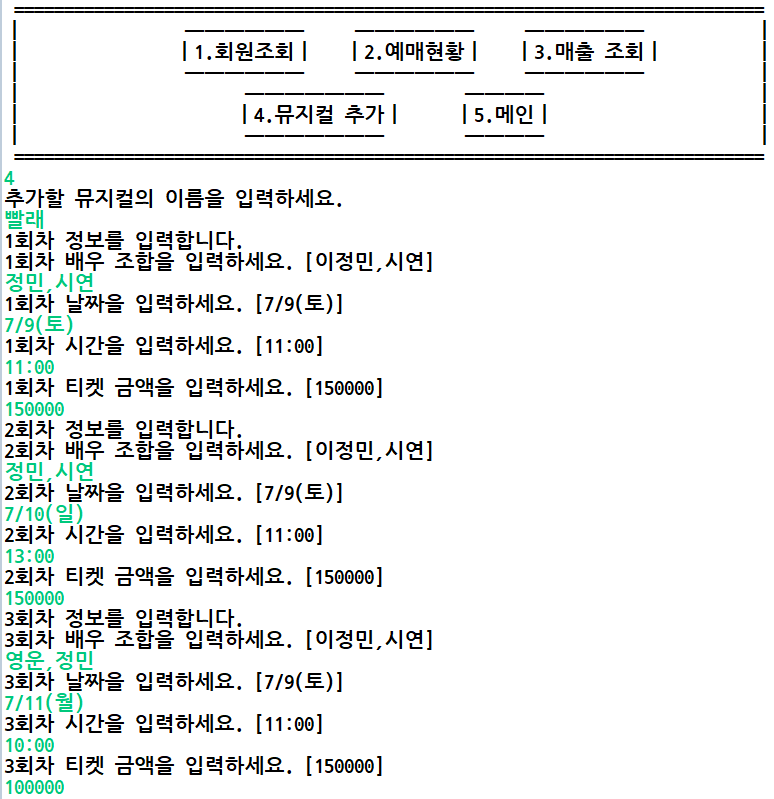 1.회원조회 2.예매현황 3.매출 조회
4.뮤지컬 추가 5.메인
4
추가할 뮤지컬의 이름을 입력하세요.
빨래
1회차 정보를 입력합니다.
1회차 배우 조합을 입력하세요. [이정민,시연]
정민,시연
1회차 날짜을 입력하세요. [7/9(토)]
7/9(토)
1회차 시간을 입력하세요. [11:00]
11:00
1회차 티켓 금액을 입력하세요. [150000]
150000
2회차 정보를 입력합니다.
2회차 배우 조합을 입력하세요. [이정민,시연]
정민,시연
2회차 날짜을 입력하세요. [7/9(토)]
7/10(일)
2회차 시간을 입력하세요. [11:00]
13:00
2회차 티켓 금액을 입력하세요. [150000]
150000
3회차 정보를 입력합니다.
3회차 배우 조합을 입력하세요. [이정민,시연]
영운,정민
3회차 날짜을 입력하세요. [7/9(토)]
7/11(월)
3회차 시간을 입력하세요. [11:00]
10:00
3회차 티켓 금액을 입력하세요. [150000]
100000